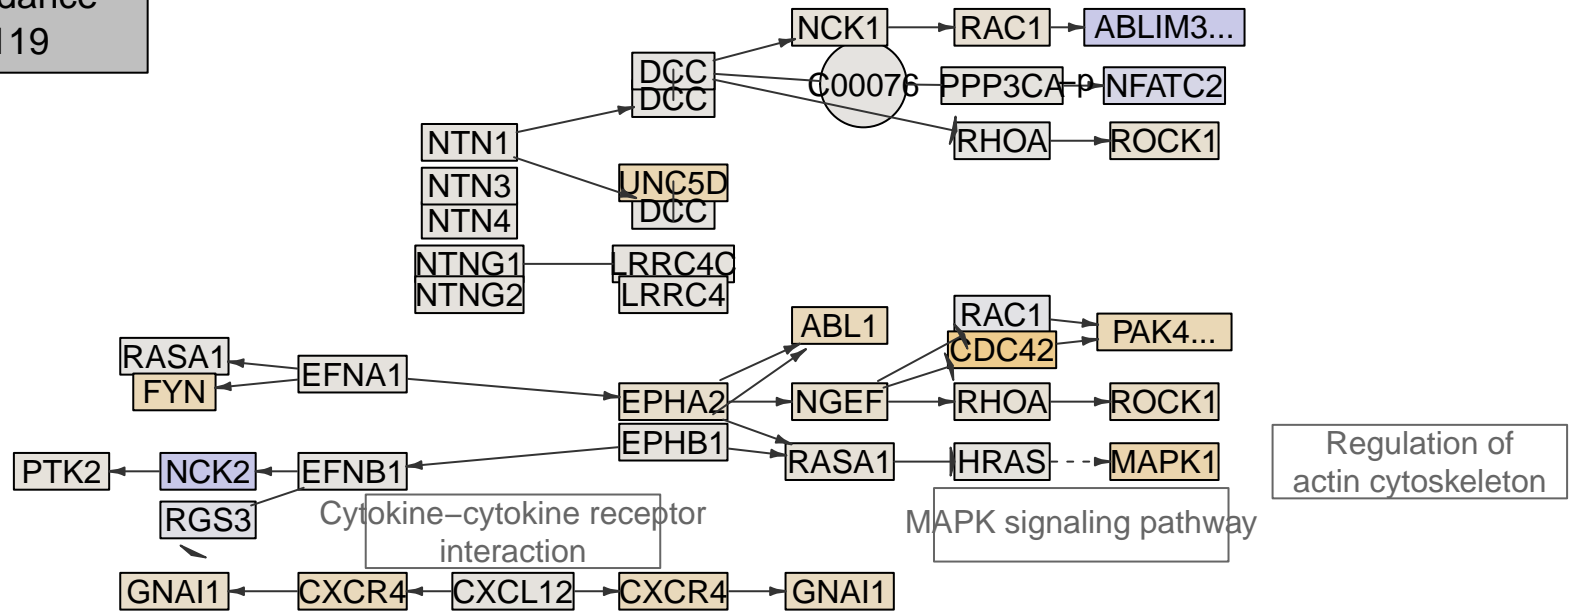 119
NCK1
RAC1
ABLIM3...
DCC
DCC
C00076
PPP3CA
+p
NFATC2
NTN1
RHOA
ROCK1
NTN3
UNC5D
DCC
NTN4
NTNG1
LRRC4C
NTNG2
LRRC4
RAC1
ABL1
PAK4...
RASA1
CDC42
EFNA1
FYN
EPHA2
NGEF
RHOA
ROCK1
EPHB1
RASA1
HRAS
MAPK1
Regulation of
actin cytoskeleton
PTK2
NCK2
EFNB1
RGS3
Cytokine−cytokine receptor
interaction
MAPK signaling pathway
GNAI1
CXCR4
CXCL12
CXCR4
GNAI1